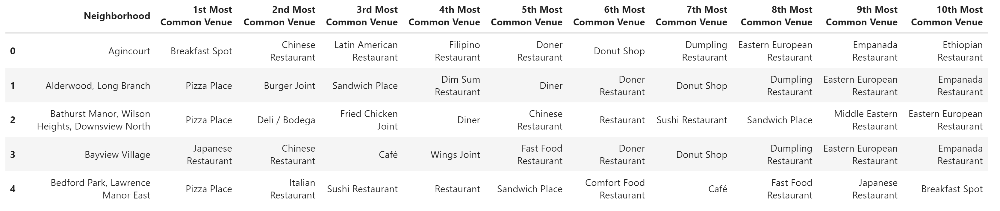 Neighborhood 1st Most Common Venue 2nd Most Common Venue 3rd Most Common Venue 4th Most Common Venue 5th Most Common Venue 6th Most Common Venue 7th Most Common Venue 8th Most Common Venue 9th Most Common Venue 10th Most Common Venue
0 Agincourt Breakfast Spot Chinese Restaurant Latin American Restaurant Filipino Restaurant Doner Restaurant Donut Shop Dumpling Restaurant Eastern European Restaurant Empanada Restaurant Ethiopian Restaurant
1 Alderwood, Long Branch Pizza Place Burger Joint Sandwich Place Dim Sum Restaurant Diner Doner Restaurant Donut Shop Dumpling Restaurant Eastern European Restaurant Empanada Restaurant
2 Bathurst Manor, Wilson Heights, Downsview North Pizza Place Deli / Bodega Fried Chicken Joint Diner Chinese Restaurant Restaurant Sushi Restaurant Sandwich Place Middle Eastern Restaurant Eastern European Restaurant
3 Bayview Village Japanese Restaurant Chinese Restaurant Café Wings Joint Fast Food Restaurant Doner Restaurant Donut Shop Dumpling Restaurant Eastern European Restaurant Empanada Restaurant
4 Bedford Park, Lawrence Manor East Pizza Place Italian Restaurant Sushi Restaurant Restaurant Sandwich Place Comfort Food Restaurant Café Fast Food Restaurant Japanese Restaurant Breakfast Spot